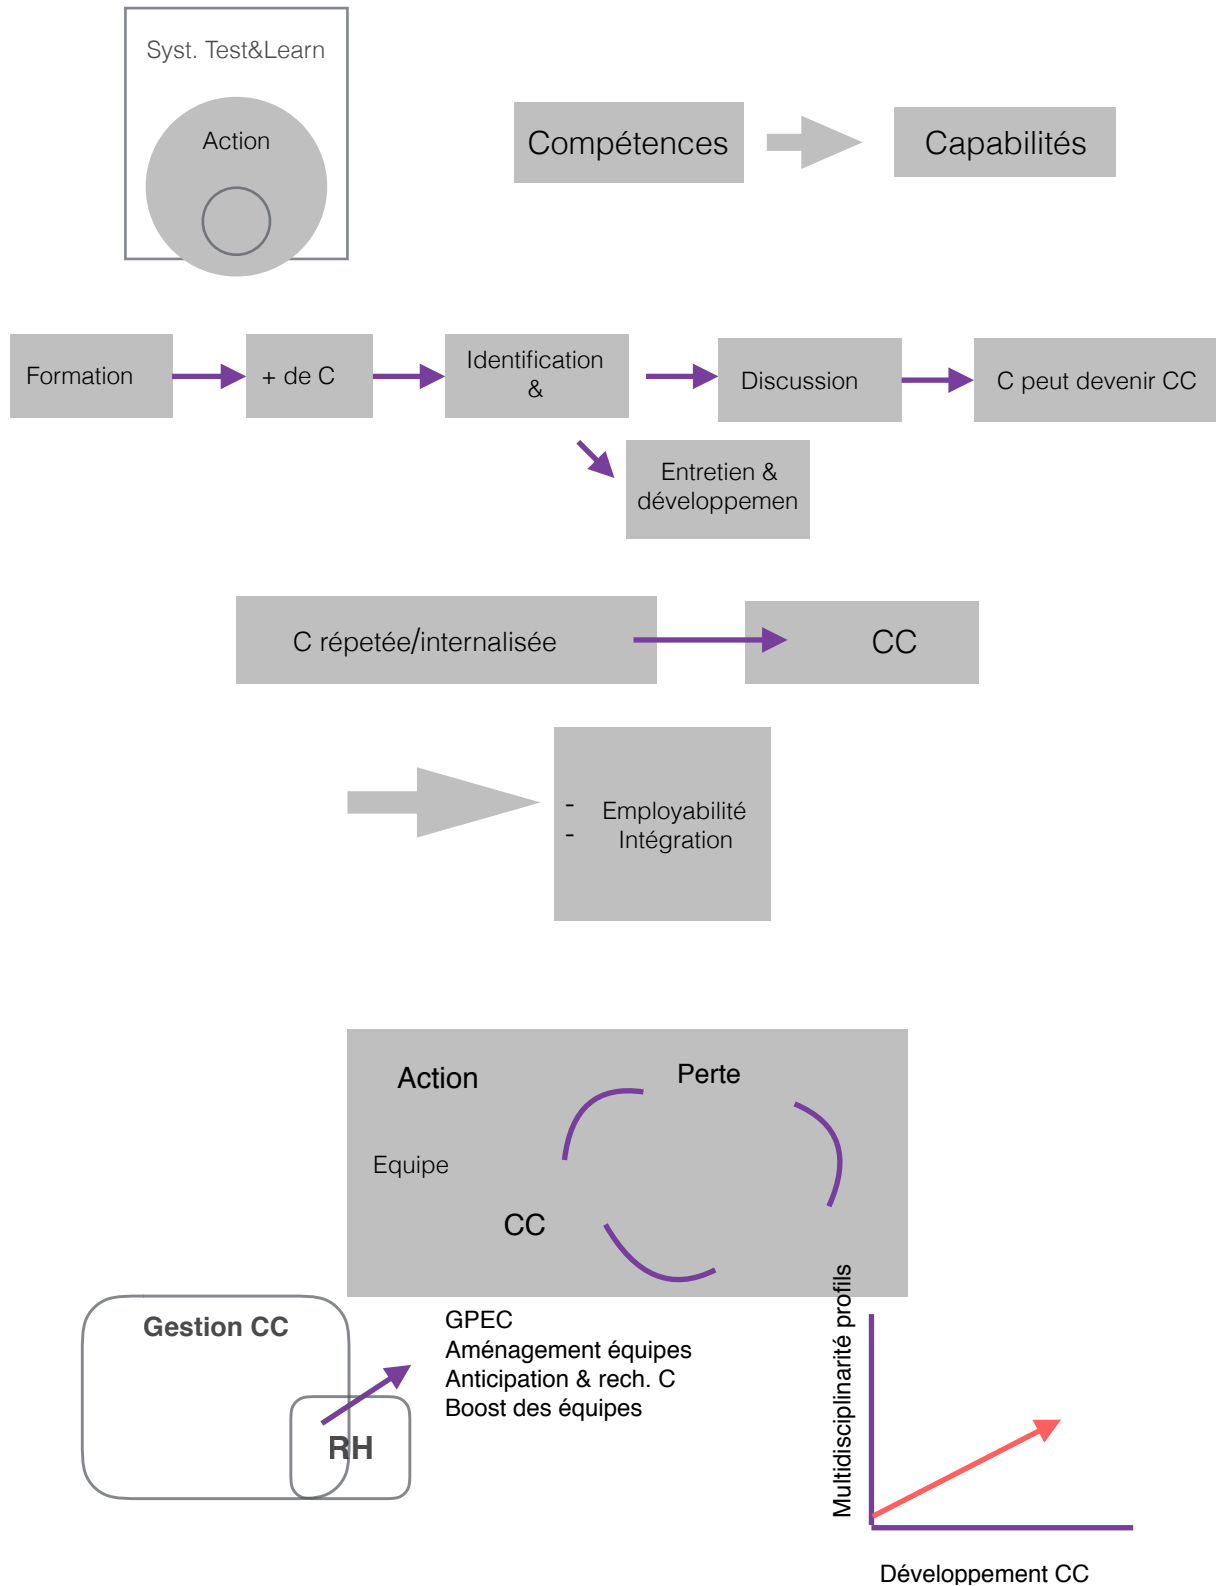 Syst. Test&Learn
Action
Compétences
Capabilités
Formation
+ de C
Identification
&
Discussion
C peut devenir CC
Entretien &
développemen
C répetée/internalisée
CC
- Employabilité
- Intégration
Action
Perte
Equipe
CC
Gestion CC
RH
GPEC
Aménagement équipes
Anticipation & rech. C
Boost des équipes
Multidisciplinarité profils
Développement CC